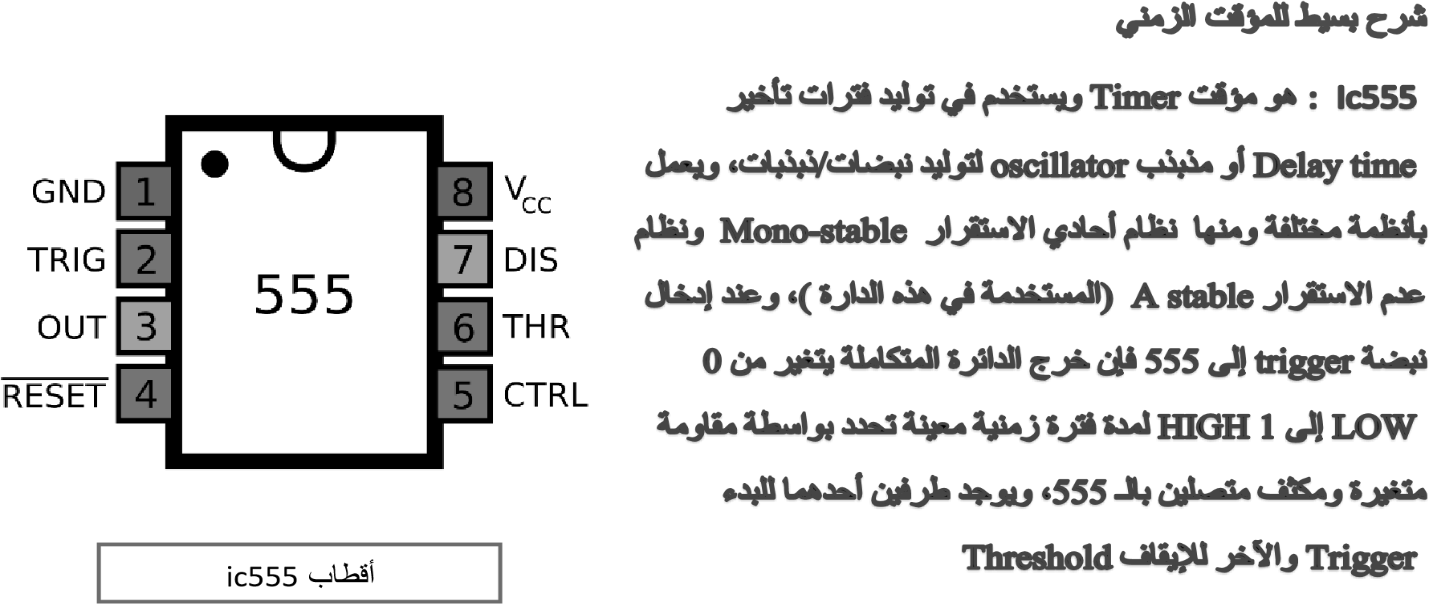 شرح بسيط للمؤقت الزمني
Ic555 : هو مؤقت Timer ويستخدم في توليد فترات تأخير
Delay time أو مذبذب oscillator لتوليد نبضات/ذبذبات، ويعمل
بأنظمة مختلفة ومنها نظام أحادي الاستقرار Mono-stable ونظام
عدم الاستقرار A stable (المستخدمة في هذه الدارة )، وعند إدخال
نبضة trigger إلى 555 فإن خرج الدائرة المتكاملة يتغير من 0
LOW إلى 1 HIGH لمدة فترة زمنية معينة تحدد بواسطة مقاومة
متغيرة ومكثف متصلين بالـ 555، ويوجد طرفين أحدهما للبدء
Trigger والآخر للإيقاف Threshold
GND 1 8 VCC
TRIG 2 7 DIS
555
OUT 3 6 THR
RESET 4 5 CTRL
أقطاب ic555